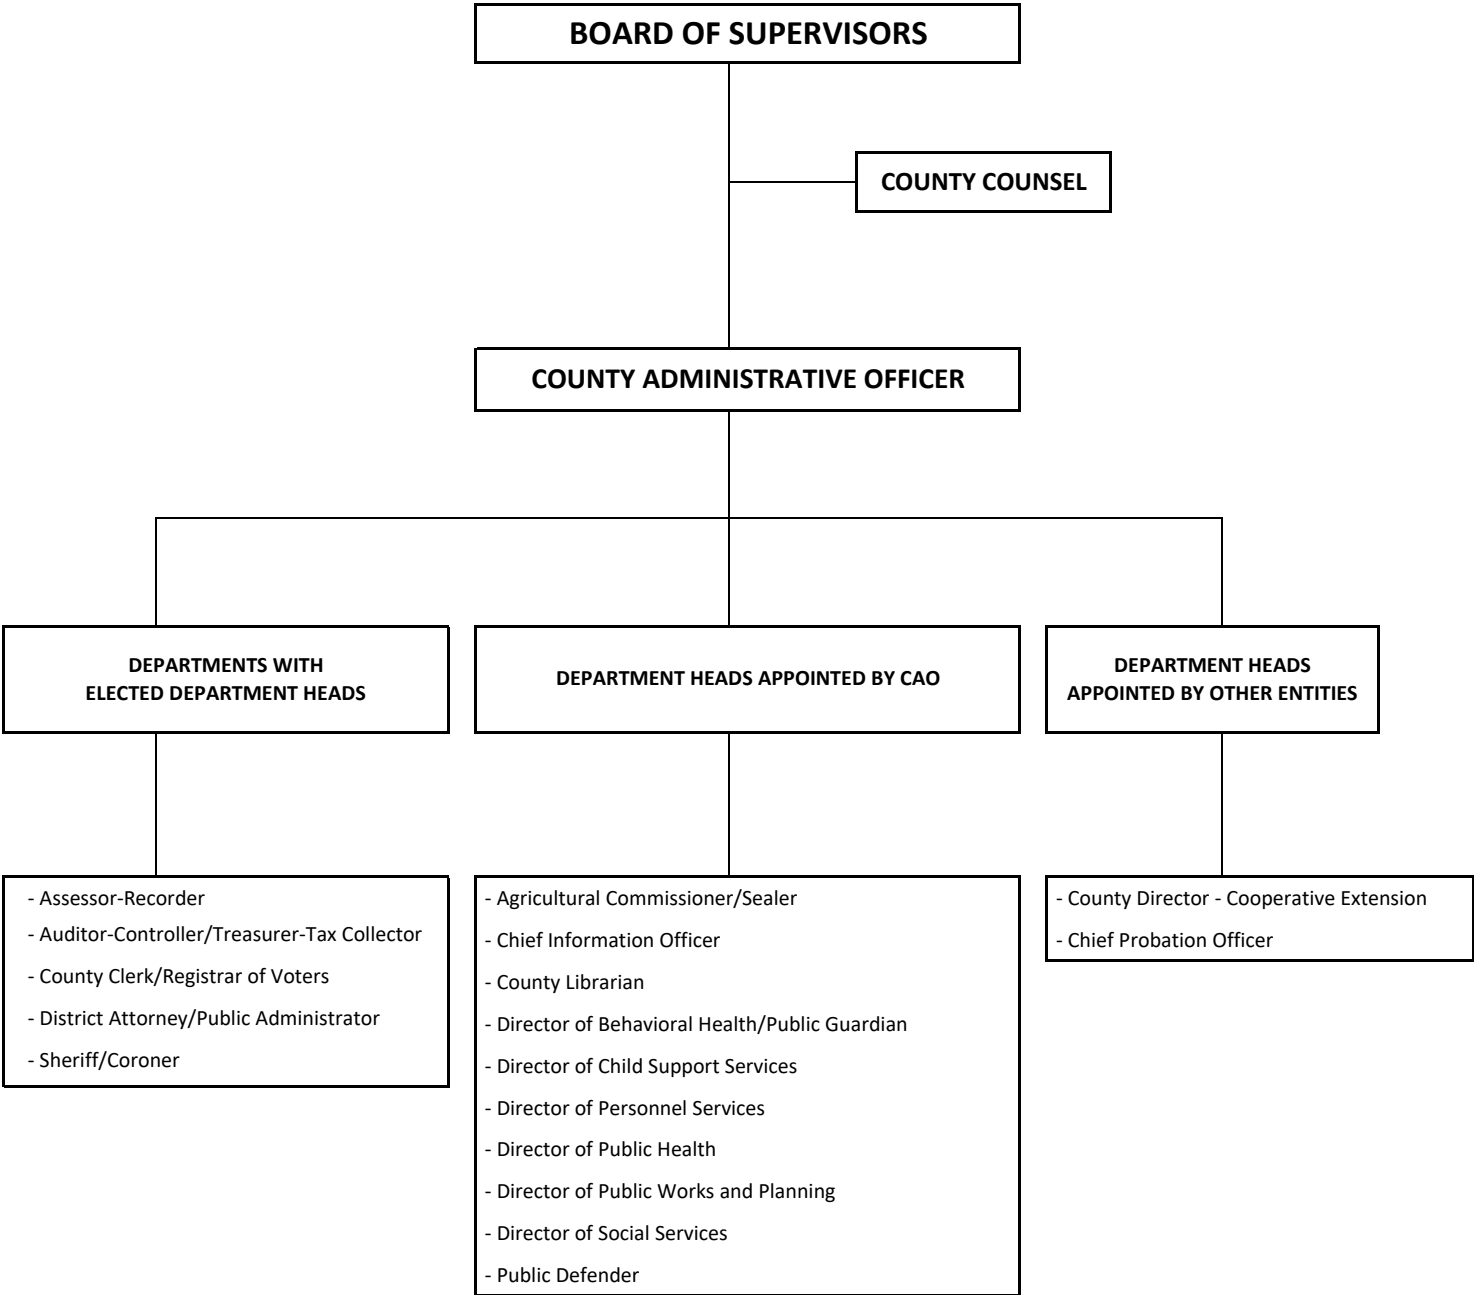 BOARD OF SUPERVISORS
COUNTY COUNSEL
COUNTY ADMINISTRATIVE OFFICER
DEPARTMENTS WITH
ELECTED DEPARTMENT HEADS
DEPARTMENT HEADS APPOINTED BY CAO
DEPARTMENT HEADS
APPOINTED BY OTHER ENTITIES
- Assessor-Recorder
- Auditor-Controller/Treasurer-Tax Collector
- County Clerk/Registrar of Voters
- District Attorney/Public Administrator
- Sheriff/Coroner
- Agricultural Commissioner/Sealer
- Chief Information Officer
- County Librarian
- Director of Behavioral Health/Public Guardian
- Director of Child Support Services
- Director of Personnel Services
- Director of Public Health
- Director of Public Works and Planning
- Director of Social Services
- Public Defender
- County Director - Cooperative Extension
- Chief Probation Officer